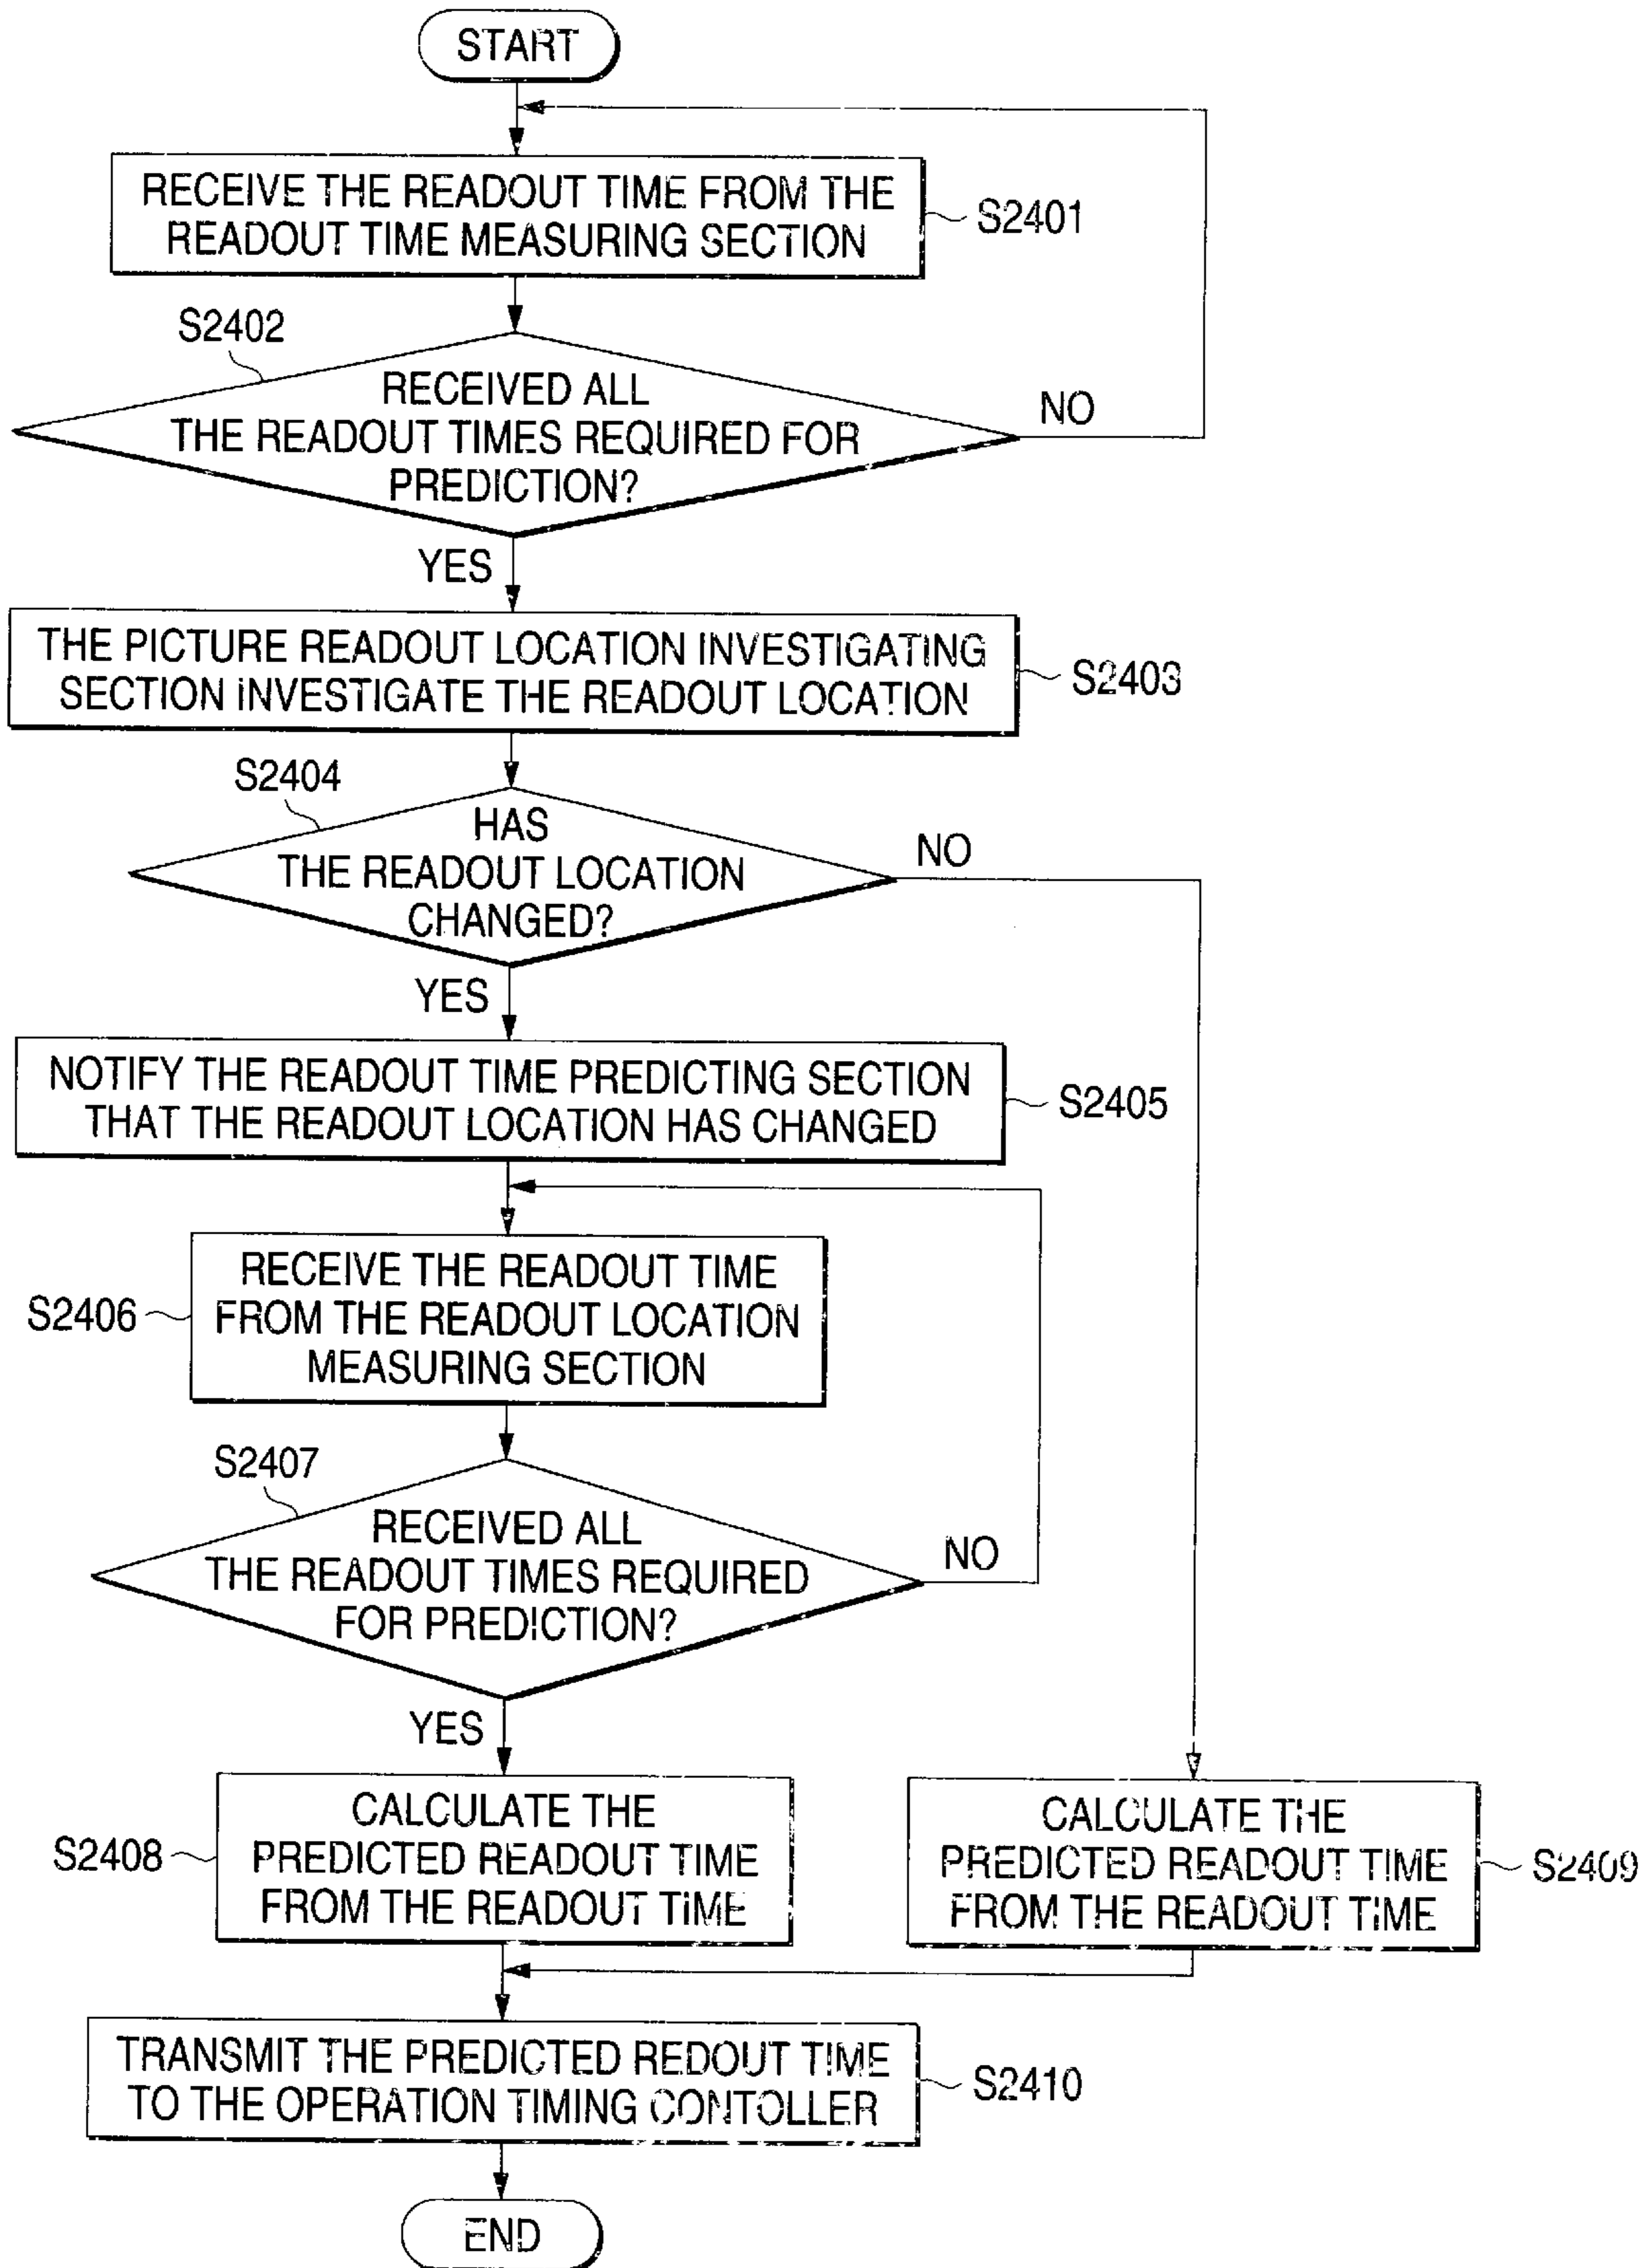 START
RECEIVE THE READOUT TIME FROM THE
READOUT TIME MEASURING SECTION
S2401
S2402
RECEIVED ALL
THE READOUT TIMES REQUIRED FOR
PREDICTION?
NO
YES
THE PICTURE READOUT LOCATION INVESTIGATING
SECTION INVESTIGATE THE READOUT LOCATION
S2403
S2404
HAS
THE READOUT LOCATION
CHANGED?
NO
YES
NOTIFY THE READOUT TIME PREDICTING SECTION
THAT THE READOUT LOCATION HAS CHANGED
S2405
RECEIVE THE READOUT TIME
FROM THE READOUT LOCATION
MEASURING SECTION
S2406
S2407
RECEIVED ALL
THE READOUT TIMES REQUIRED
FOR PREDICTION?
NO
YES
CALCULATE THE
PREDICTED READOUT TIME
FROM THE READOUT TIME
S2408
CALCULATE THE
PREDICTED READOUT TIME
FROM THE READOUT TIME
S2409
TRANSMIT THE PREDICTED REDOUT TIME
TO THE OPERATION TIMING CONTOLLER
S2410
END